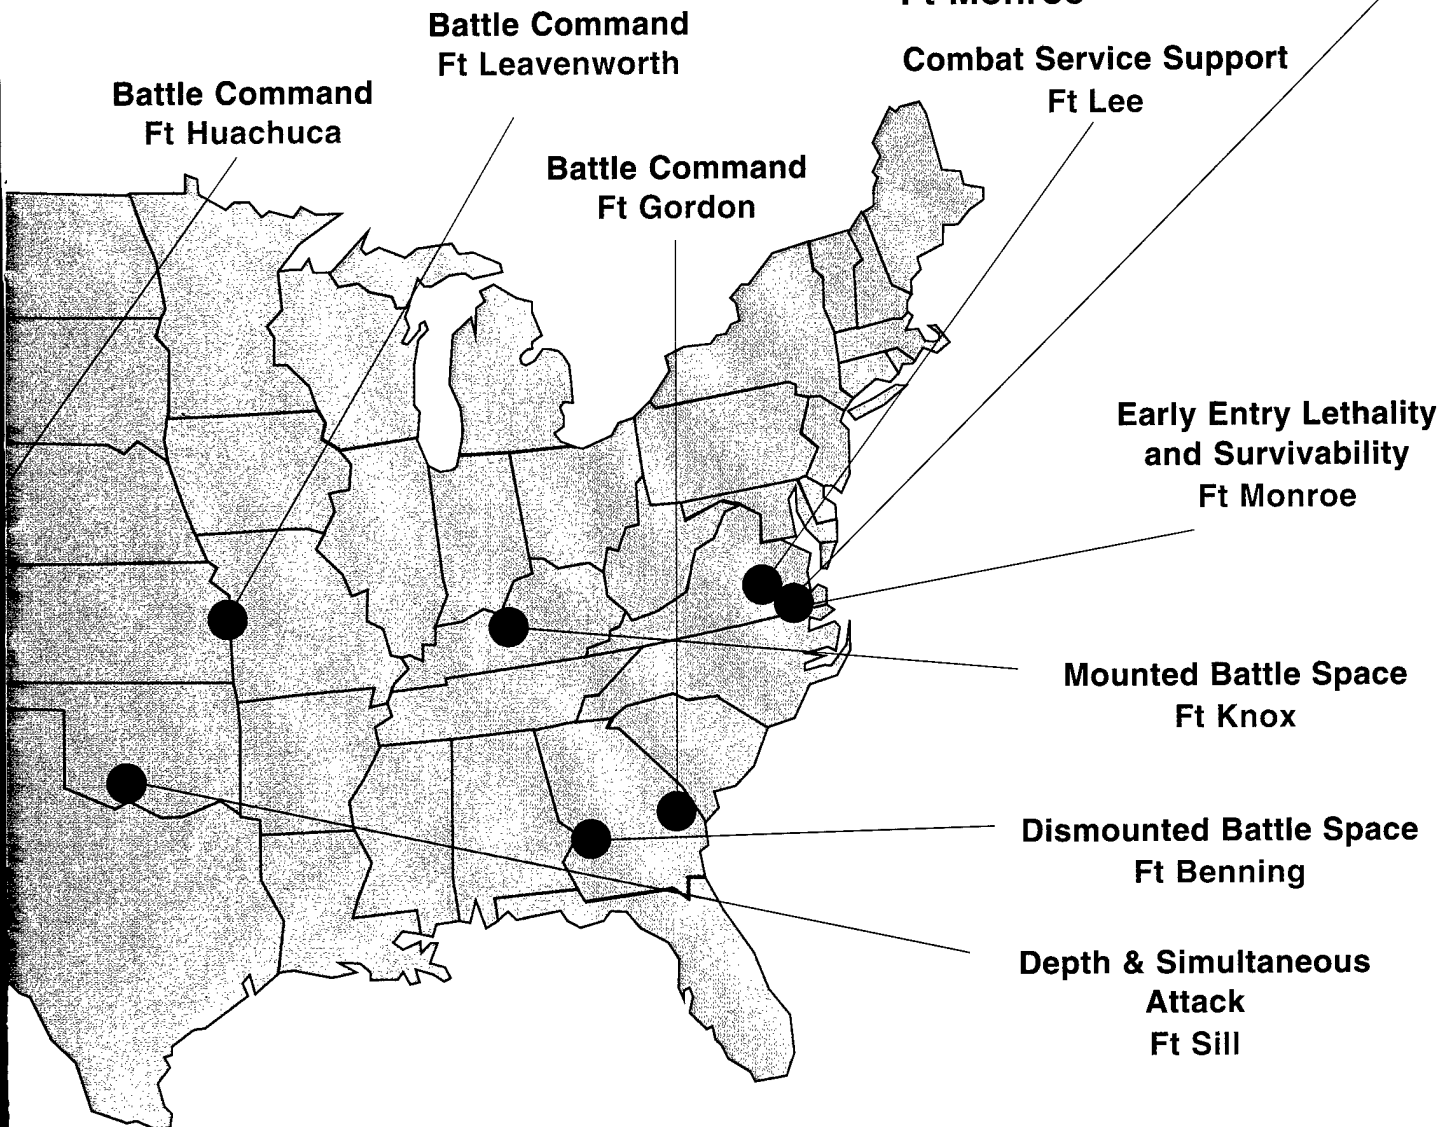 Ft Monroe
Battle Command
Ft Leavenworth
Combat Service Support
Ft Lee
Battle Command
Ft Huachuca
Battle Command
Ft Gordon
Early Entry Lethality
and Survivability
Ft Monroe
Mounted Battle Space
Ft Knox
Dismounted Battle Space
Ft Benning
Depth & Simultaneous
Attack
Ft Sill